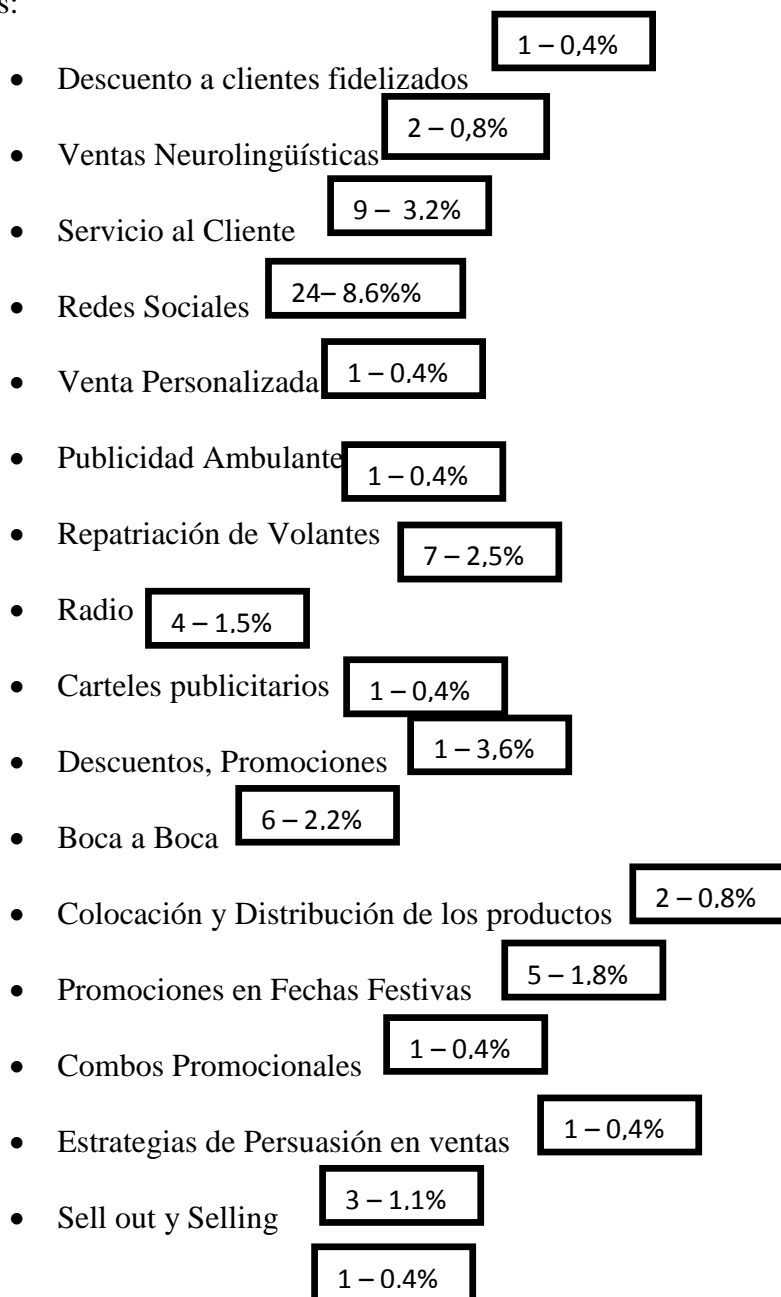 s:
• Descuento a clientes fidelizados 1 – 0,4%
• Ventas Neurolingüísticas 2 – 0,8%
• Servicio al Cliente 9 – 3,2%
• Redes Sociales 24– 8,6%%
• Venta Personalizada 1 – 0,4%
• Publicidad Ambulante 1 – 0,4%
• Repatriación de Volantes 7 – 2,5%
• Radio 4 – 1,5%
• Carteles publicitarios 1 – 0,4%
• Descuentos, Promociones 1 – 3,6%
• Boca a Boca 6 – 2,2%
• Colocación y Distribución de los productos 2 – 0,8%
• Promociones en Fechas Festivas 5 – 1,8%
• Combos Promocionales 1 – 0,4%
• Estrategias de Persuasión en ventas 1 – 0,4%
• Sell out y Selling 3 – 1,1%
1 – 0,4%